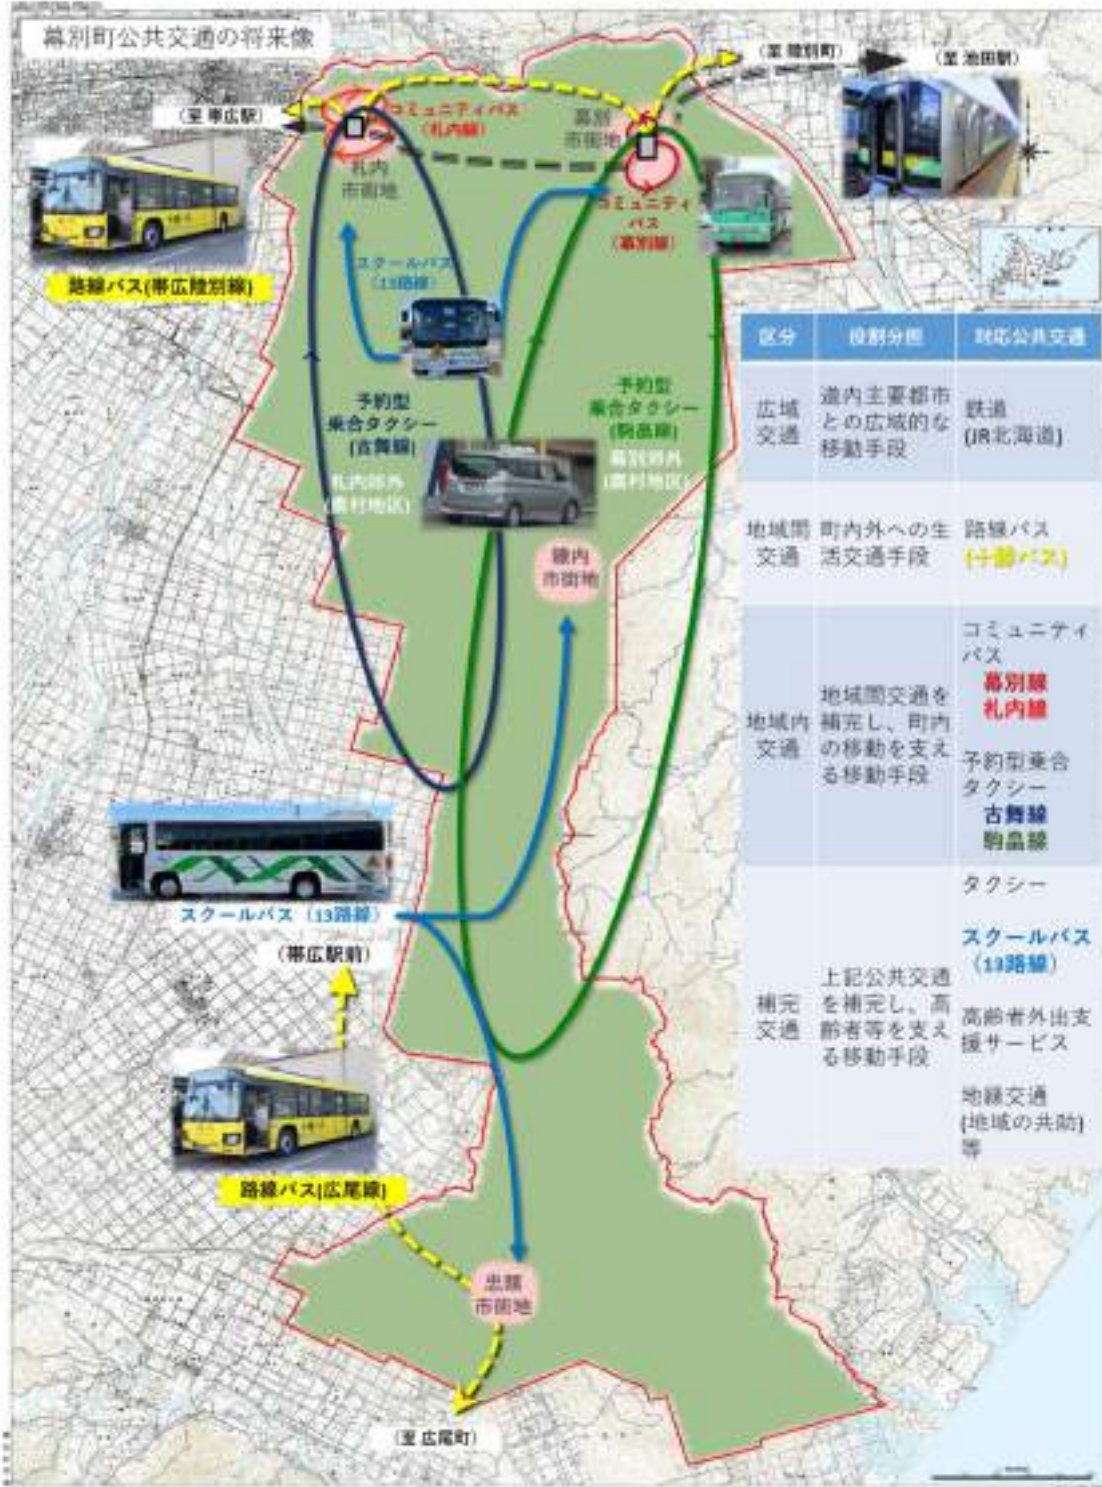 幕別町公共交通の将来像
(至 陸別町)
(至 池田駅)
(至 帯広駅)
コミュニティバス
(札内線)
幕別
市街地
札内
市街地
コミュニティ
バス
(幕別線)
路線バス(帯広陸別線)
スクールバス
(13路線)
予約型
乗合タクシー
(古舞線)
札内郊外
(農村地区)
予約型
乗合タクシー
(駒畠線)
幕別郊外
(農村地区)
糠内
市街地
スクールバス（13路線）
(帯広駅前)
路線バス(広尾線)
忠類
市街地
(至 広尾町)
区分 役割分担 対応公共交通
広域
交通
道内主要都市
との広域的な
移動手段
鉄道
(JR北海道)
地域間
交通
町内外への生
活交通手段
路線バス
(十勝バス)
地域内
交通
地域間交通を
補完し、町内
の移動を支え
る移動手段
コミュニティ
バス
幕別線
札内線
予約型乗合
タクシー
古舞線
駒畠線
補完
交通
上記公共交通
を補完し、高
齢者等を支え
る移動手段
タクシー
スクールバス
（13路線）
高齢者外出支
援サービス
地縁交通
(地域の共助)
等